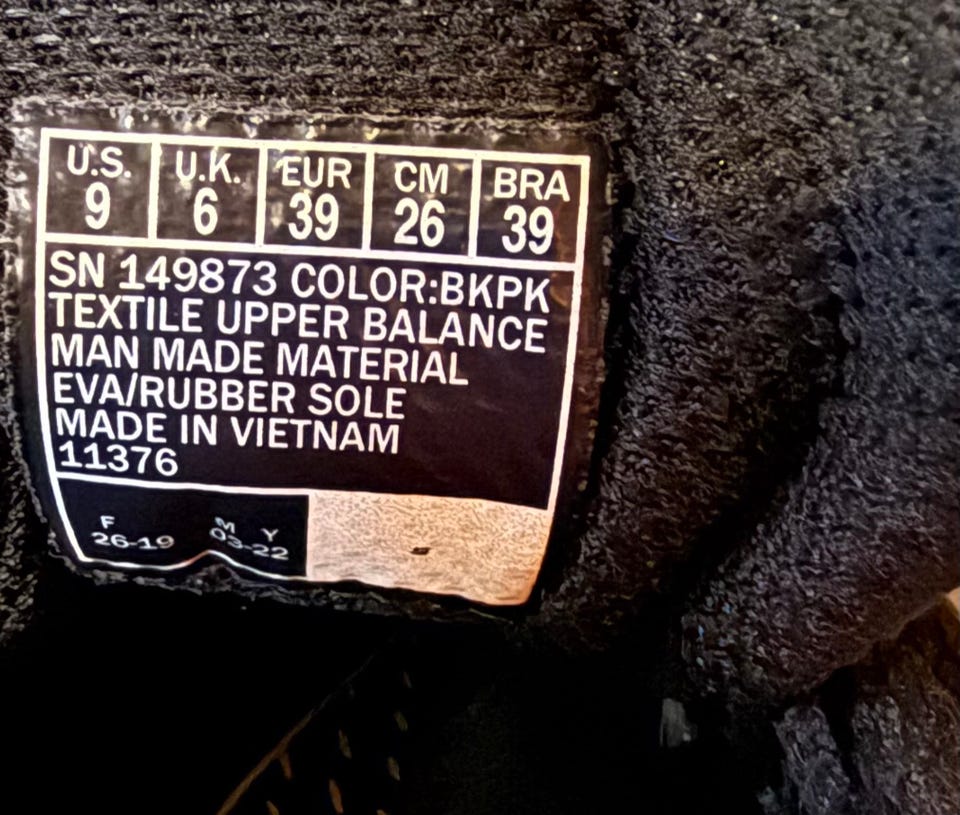 U.S. U.K. EUR CM BRA
9 6 39 26 39
SN 149873 COLOR:BKPK
TEXTILE UPPER BALANCE
MAN MADE MATERIAL
EVA/RUBBER SOLE
MADE IN VIETNAM
11376
F M Y
26-19 03-22